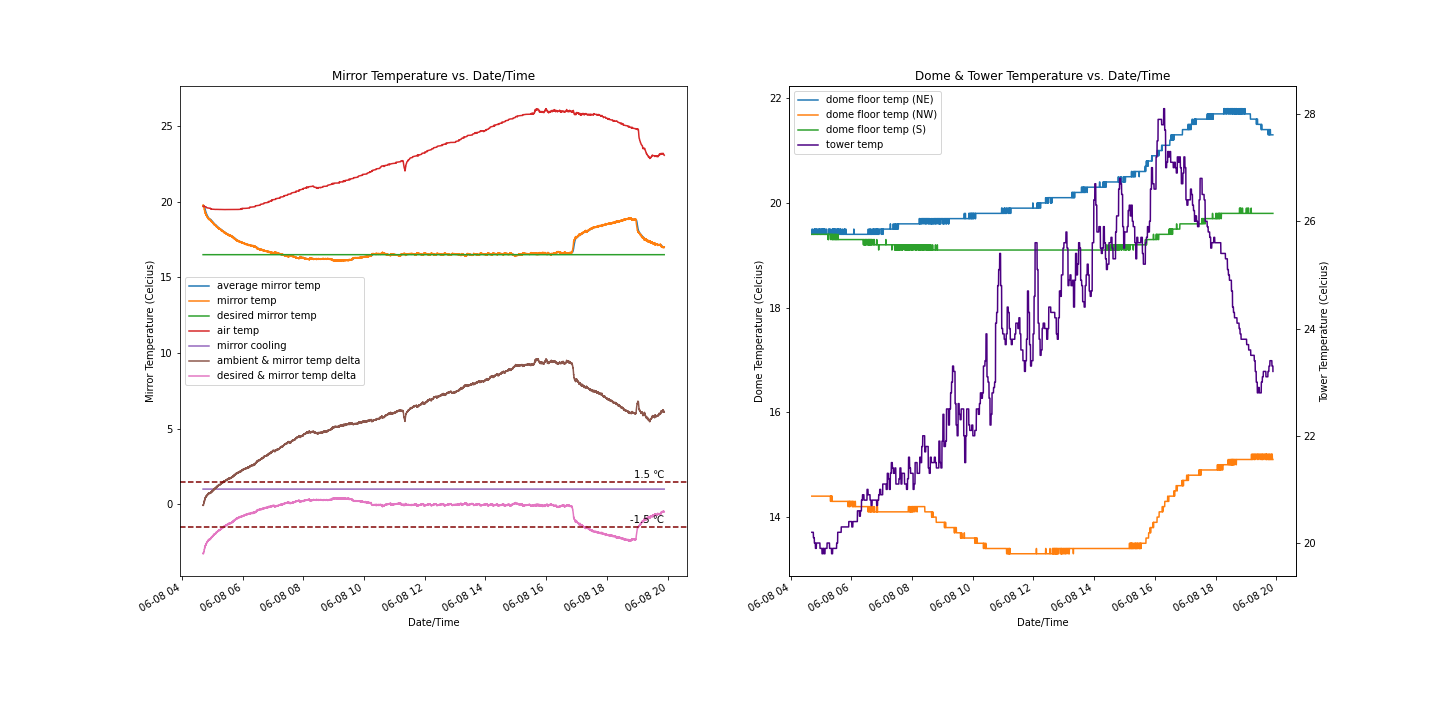 Mirror Temperature vs. Date/Time
Mirror Temperature (Celcius)
25
20
15
10
5
0
average mirror temp
mirror temp
desired mirror temp
air temp
mirror cooling
ambient & mirror temp delta
desired & mirror temp delta
1.5 °C
-1.5 °C
06-08 04
06-08 06
06-08 08
06-08 10
06-08 12
06-08 14
06-08 16
06-08 18
06-08 20
Date/Time
Dome & Tower Temperature vs. Date/Time
Dome Temperature (Celcius)
22
20
18
16
14
dome floor temp (NE)
dome floor temp (NW)
dome floor temp (S)
tower temp
28
26
24
22
20
Tower Temperature (Celcius)
06-08 04
06-08 06
06-08 08
06-08 10
06-08 12
06-08 14
06-08 16
06-08 18
06-08 20
Date/Time